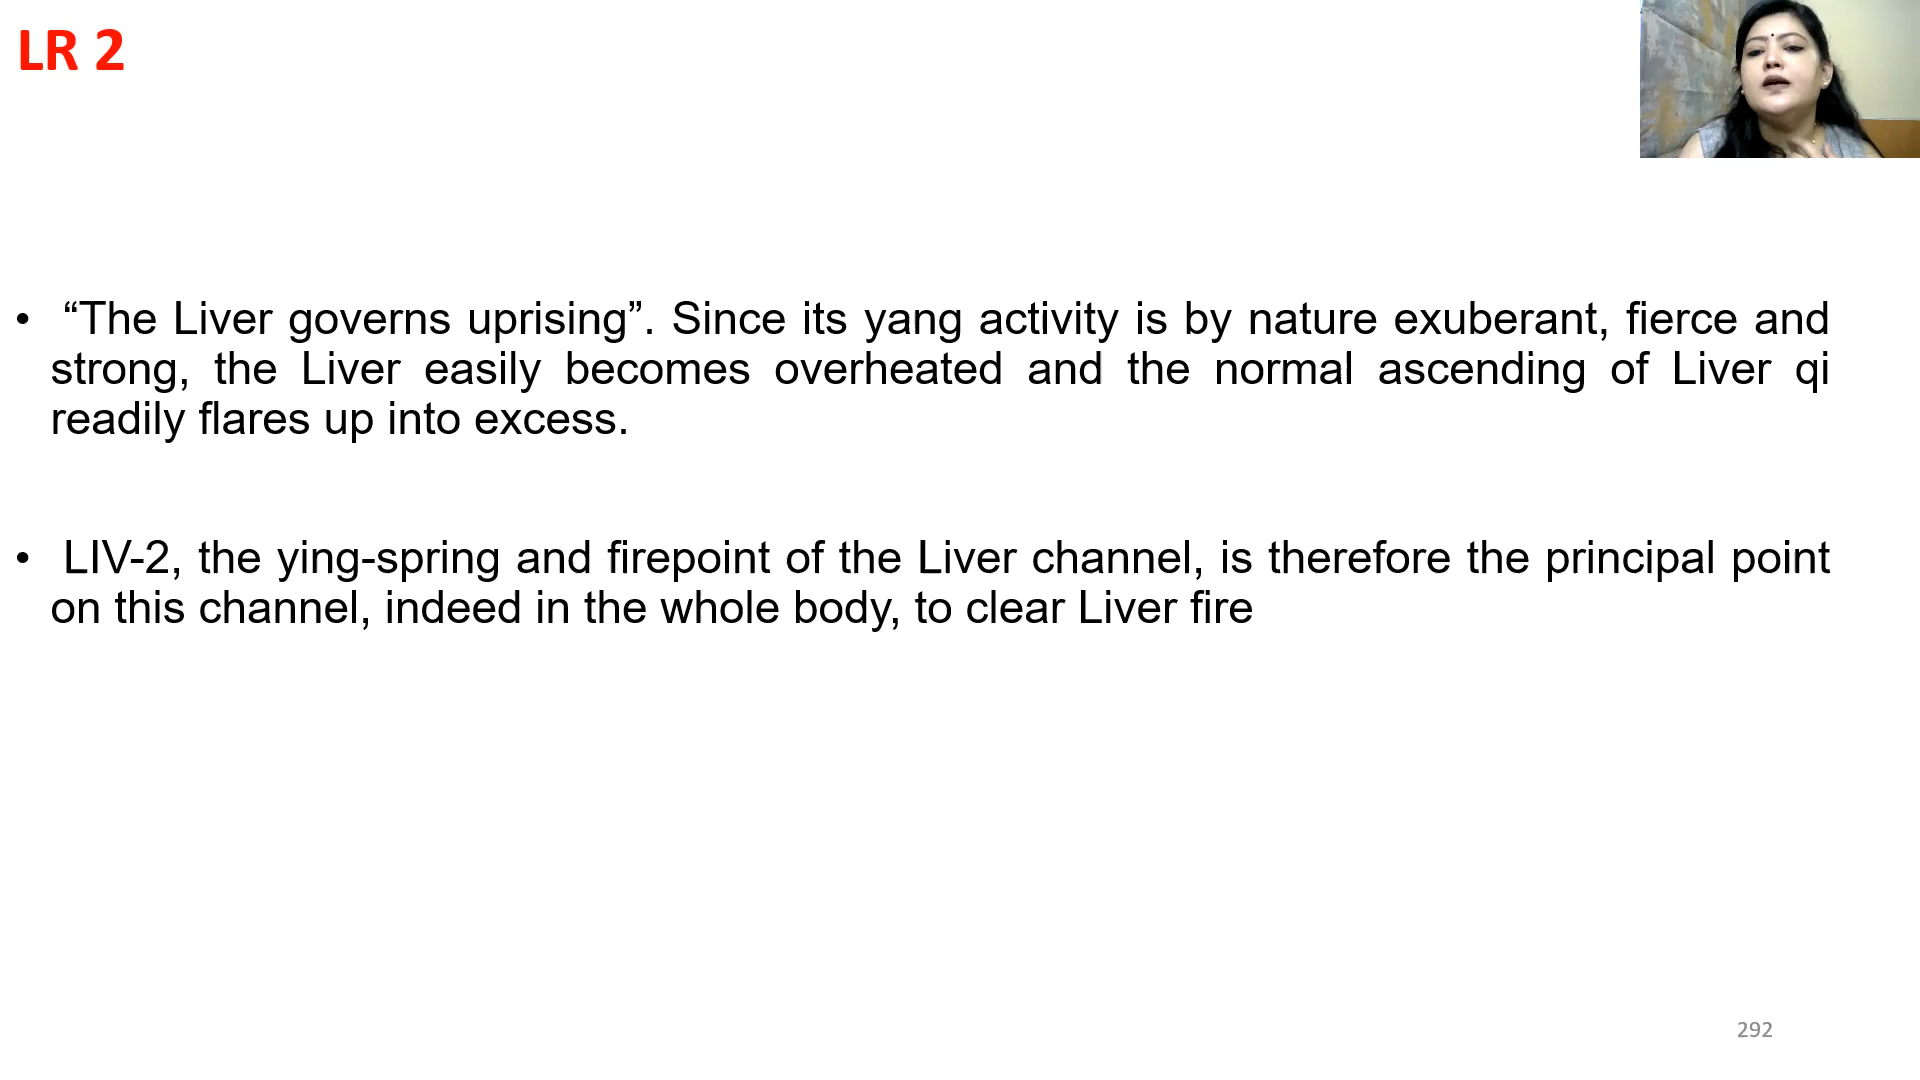 LR 2
• “The Liver governs uprising”. Since its yang activity is by nature exuberant, fierce and
strong, the Liver easily becomes overheated and the normal ascending of Liver qi
readily flares up into excess.
• LIV-2, the ying-spring and firepoint of the Liver channel, is therefore the principal point
on this channel, indeed in the whole body, to clear Liver fire
292